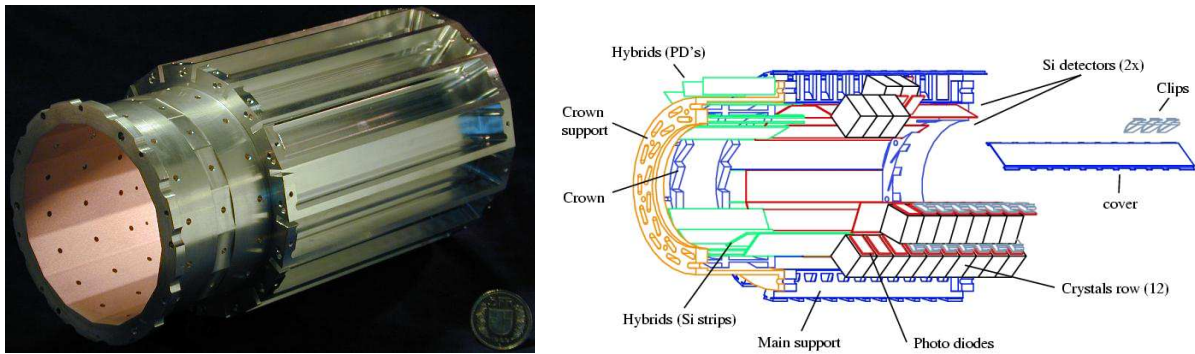 Hybrids (PD's)
Si detectors (2x)
Clips
Crown
support
Crown
cover
Crystals row (12)
Hybrids (Si strips)
Main support
Photo diodes